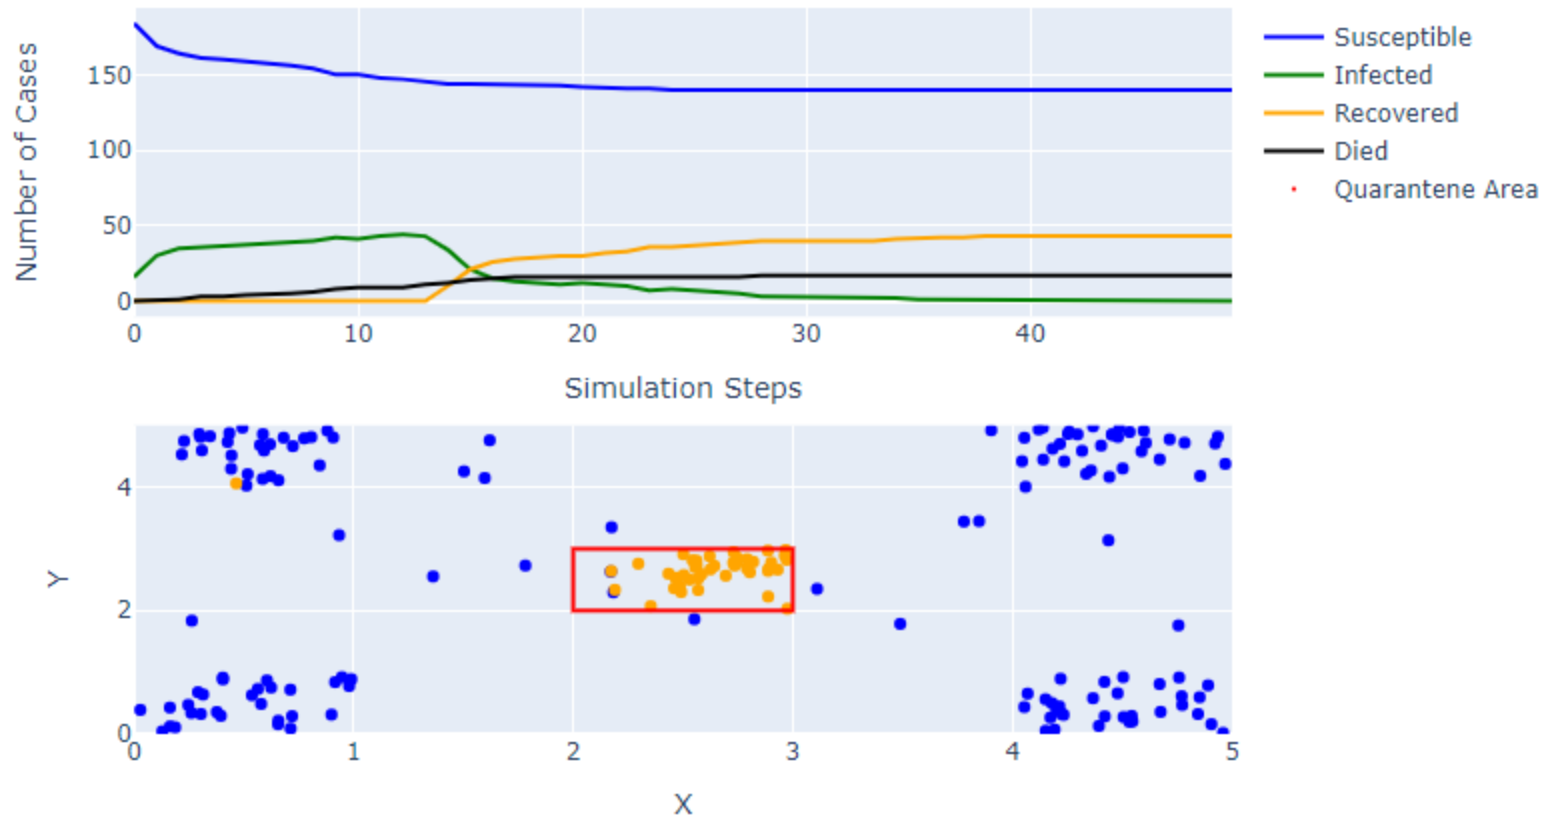 Number of Cases
150
100
50
0
0 10 20 30 40
Simulation Steps
Susceptible
Infected
Recovered
Died
Quarantene Area
Y
4
2
0
0 1 2 3 4 5
X